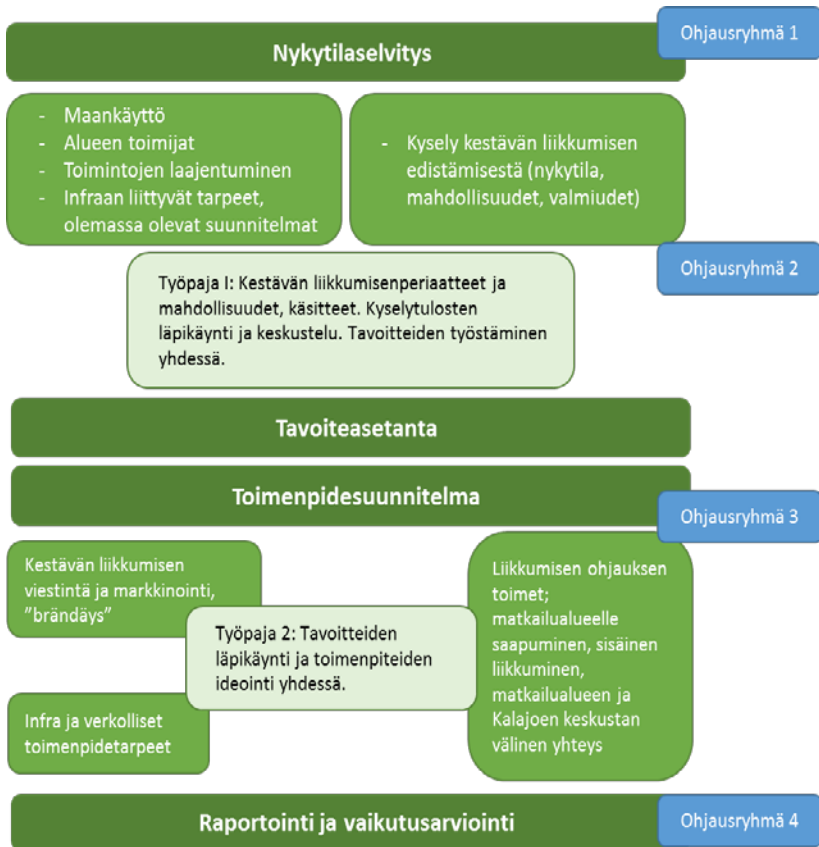 Ohjausryhmä 1
Nykytilaselvitys
- Maankäyttö
- Alueen toimijat
- Toimintojen laajentuminen
- Infraan liittyvät tarpeet,
olemassa olevat suunnitelmat
- Kysely kestävän liikkumisen
edistämisestä (nykytila,
mahdollisuudet, valmiudet)
Ohjausryhmä 2
Työpaja I: Kestävän liikkumisenperiaatteet ja
mahdollisuudet, käsitteet. Kyselytulosten
läpikäynti ja keskustelu. Tavoitteiden työstäminen
yhdessä.
Tavoiteasetanta
Toimenpidesuunnitelma
Ohjausryhmä 3
Kestävän liikkumisen
viestintä ja markkinointi,
”brändäys”
Työpaja 2: Tavoitteiden
läpikäynti ja toimenpiteiden
ideointi yhdessä.
Liikkumisen ohjauksen
toimet;
matkailualueelle
saapuminen, sisäinen
liikkuminen,
matkailualueen ja
Kalajoen keskustan
välinen yhteys
Infra ja verkolliset
toimenpidetarpeet
Raportointi ja vaikutusarviointi
Ohjausryhmä 4